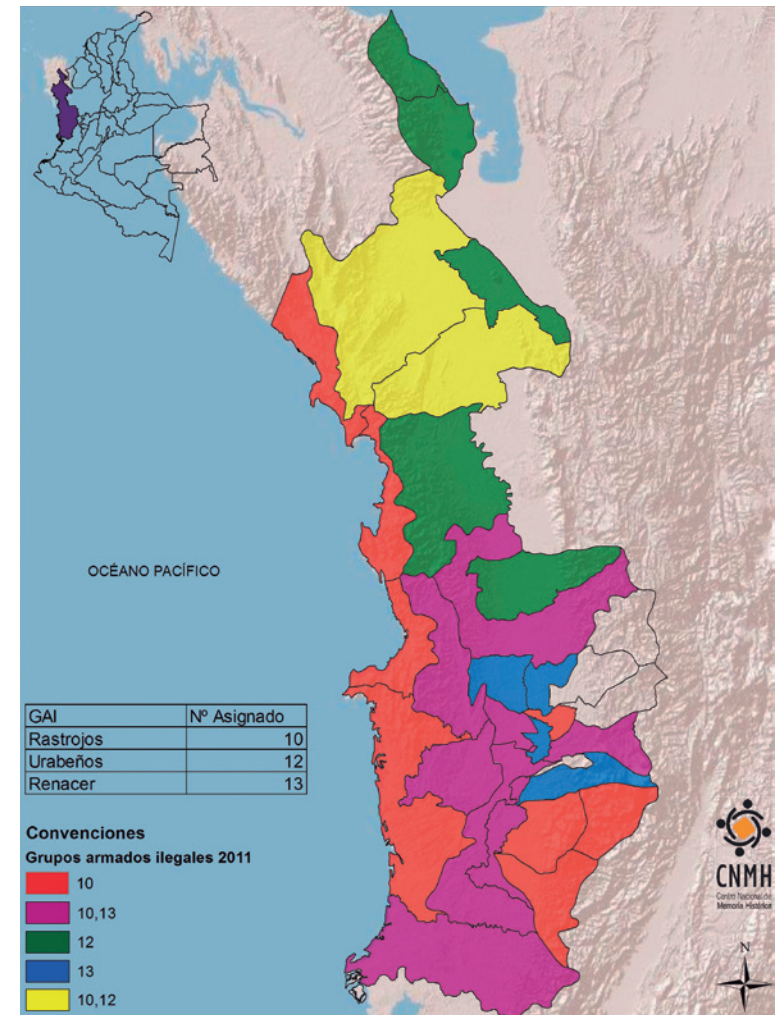 OCÉANO PACÍFICO
GAI Nº Asignado
Rastrojos 10
Urabeños 12
Renacer 13
Convenciones
Grupos armados ilegales 2011
10
10,13
12
13
10,12
CNMH
Centro Nacional de
Memoria Histórica
N